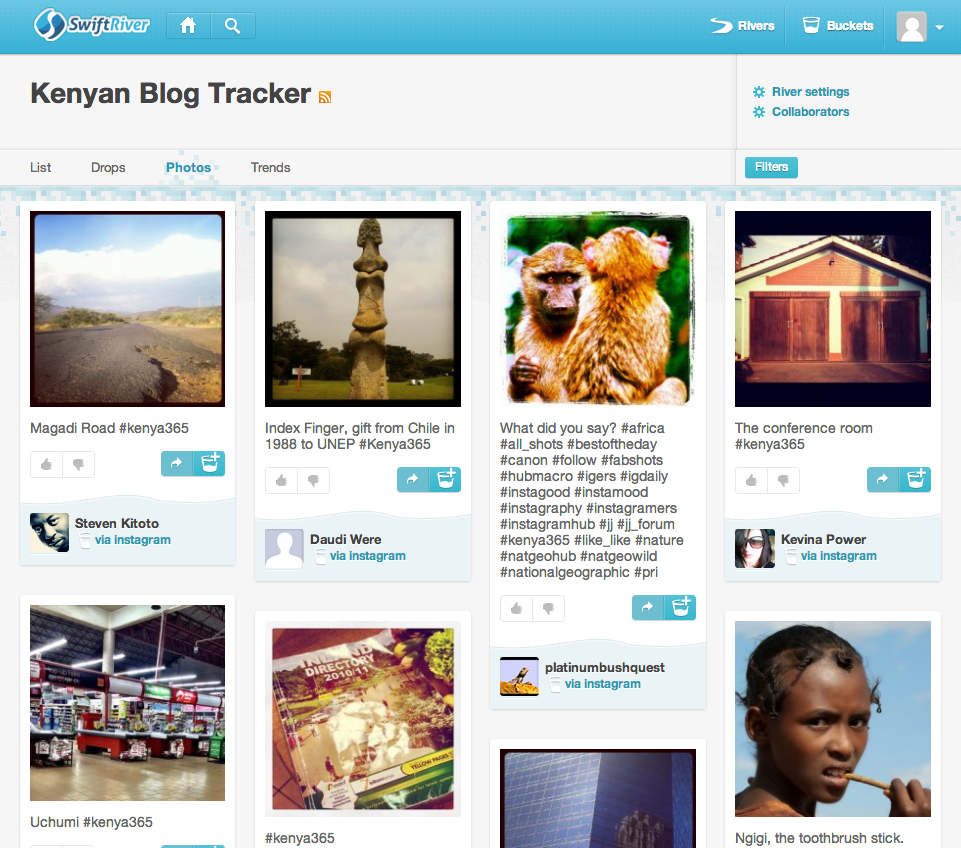 SwiftRiver
Rivers
Buckets
Kenyan Blog Tracker
River settings
Collaborators
List
Drops
Photos
Trends
Filters
Magadi Road #kenya365
Steven Kitoto
via instagram
Index Finger, gift from Chile in
1988 to UNEP #Kenya365
Daudi Were
via instagram
What did you say? #africa
#all_shots #bestoftheday
#canon #follow #fabshots
#hubmacro #igers #igdaily
#instagood #instamood
#instagraphy #instagramers
#instagramhub #jj #jj_forum
#kenya365 #like_like #nature
#natgeohub #natgeowild
#nationalgeographic #pri
platinumbushquest
via instagram
The conference room
#kenya365
Kevina Power
via instagram
Uchumi #kenya365
DIRECTORY
2010/11
YELLOW PAGES
#kenya365
Ngigi, the toothbrush stick.